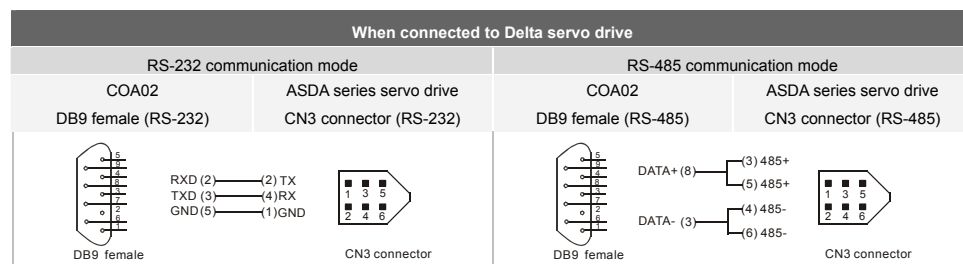 When connected to Delta servo drive
RS-232 communication mode
RS-485 communication mode
COA02
ASDA series servo drive
COA02
ASDA series servo drive
DB9 female (RS-232)
CN3 connector (RS-232)
DB9 female (RS-485)
CN3 connector (RS-485)
5
9
4
8
3
7
2
6
1
RXD (2) (2) TX
TXD (3) (4)RX
GND(5) (1)GND
1 3 5
2 4 6
DB9 female
CN3 connector
5
9
4
8
3
7
2
6
1
DATA+ (8)
(3) 485+
(5) 485+
DATA- (3)
(4) 485-
(6) 485-
1 3 5
2 4 6
DB9 female
CN3 connector